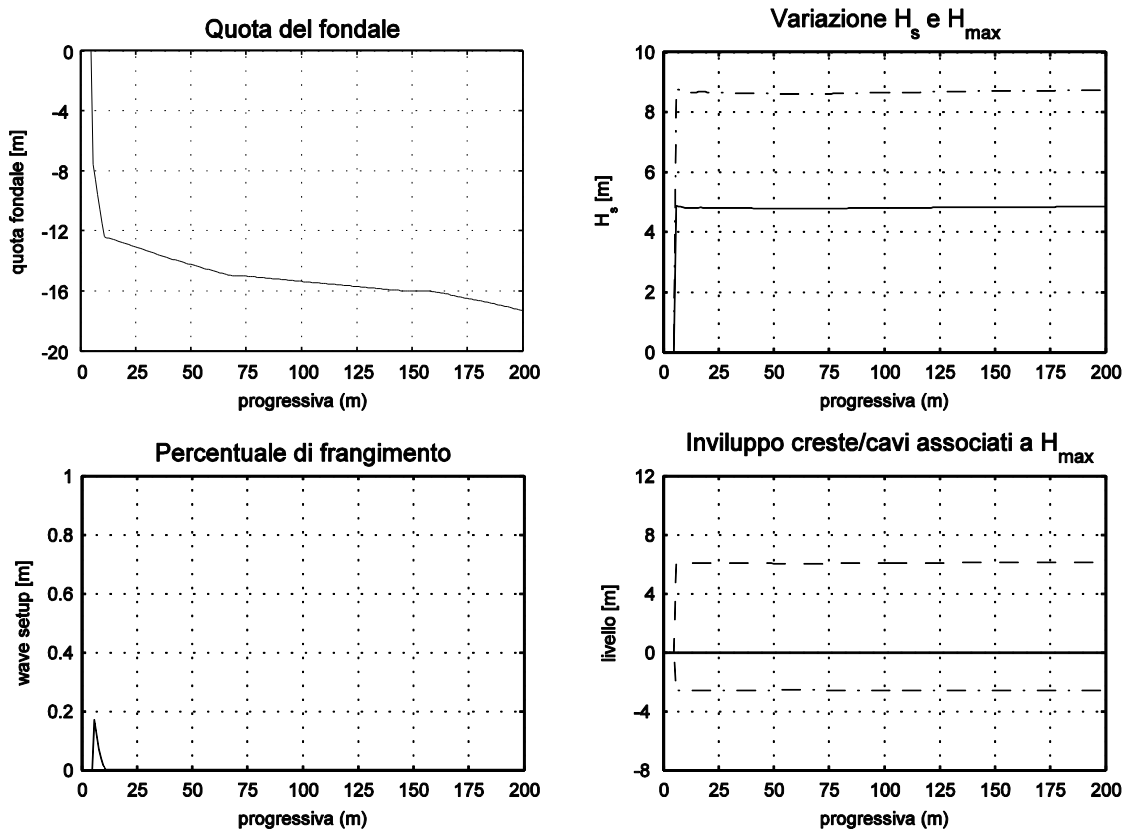 Quota del fondale
0
-4
-8
-12
-16
-20
quota fondale [m]
0 25 50 75 100 125 150 175 200
progressiva (m)
Variazione H_s e H_max
10
8
6
4
2
0
H_s [m]
0 25 50 75 100 125 150 175 200
progressiva (m)
Percentuale di frangimento
1
0.8
0.6
0.4
0.2
0
wave setup [m]
0 25 50 75 100 125 150 175 200
progressiva (m)
Inviluppo creste/cavi associati a H_max
12
8
4
0
-4
-8
livello [m]
0 25 50 75 100 125 150 175 200
progressiva (m)